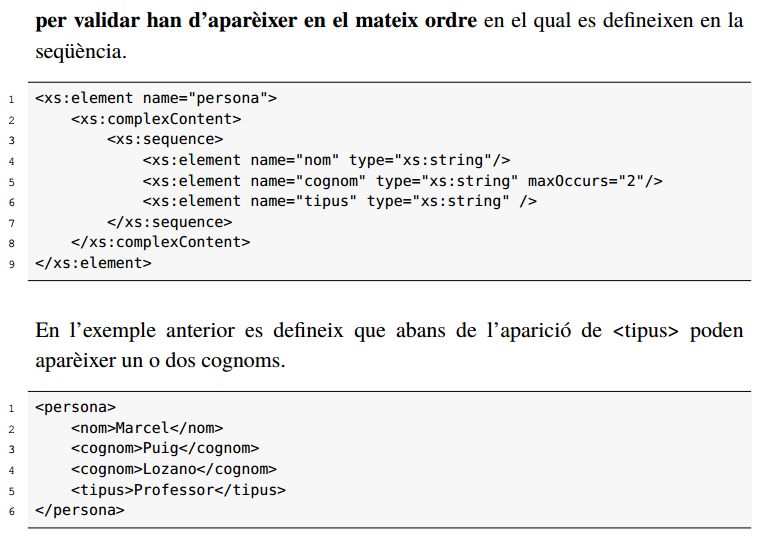 per validar han d’aparèixer en el mateix ordre en el qual es defineixen en la
seqüència.
1 <xs:element name="persona">
2 <xs:complexContent>
3 <xs:sequence>
4 <xs:element name="nom" type="xs:string"/>
5 <xs:element name="cognom" type="xs:string" maxOccurs="2"/>
6 <xs:element name="tipus" type="xs:string" />
7 </xs:sequence>
8 </xs:complexContent>
9 </xs:element>
En l’exemple anterior es defineix que abans de l’aparició de <tipus> poden
aparèixer un o dos cognoms.
1 <persona>
2 <nom>Marcel</nom>
3 <cognom>Puig</cognom>
4 <cognom>Lozano</cognom>
5 <tipus>Professor</tipus>
6 </persona>